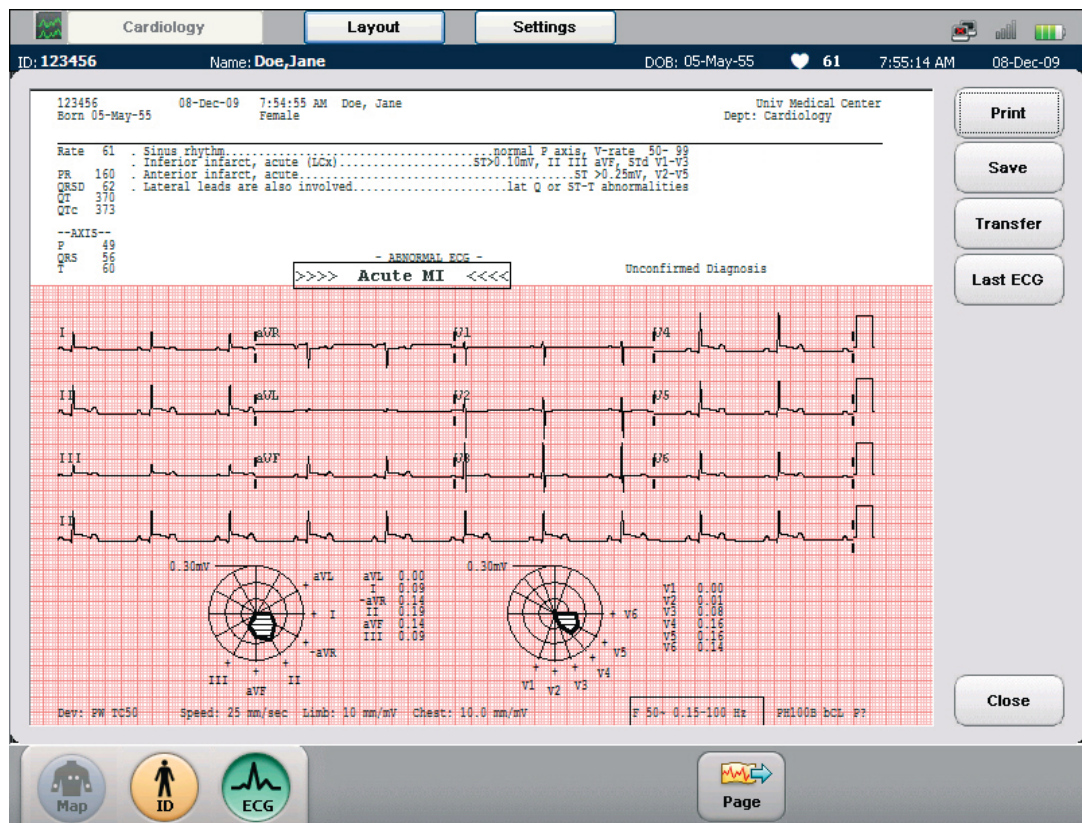 Cardiology Layout Settings
ID: 123456 Name: Doe,Jane DOB: 05-May-55 61 7:55:14 AM 08-Dec-09
123456 08-Dec-09 7:54:55 AM Doe, Jane Univ Medical Center
Born 05-May-55 Female Dept: Cardiology
Rate 61 . Sinus rhythm..................................normal P axis, V-rate 50- 99
. Inferior infarct, acute (LCx).................ST>0.10mV, II III aVF, STd V1-V3
PR 160 . Anterior infarct, acute..................................ST >0.25mV, V2-V5
QRSD 62 . Lateral leads are also involved...................lat Q or ST-T abnormalities
QT 370
QTc 373
--AXIS--
P 49
QRS 56
T 60
- ABNORMAL ECG -
>>>> Acute MI <<<<
Unconfirmed Diagnosis
Print
Save
Transfer
Last ECG
I aVR V1 V4
II aVL V2 V5
III aVF V3 V6
II
0.30mV
aVL
I
-aVR
II
aVF
III
aVL 0.00
I 0.09
-aVR 0.14
II 0.19
aVF 0.14
III 0.09
0.30mV
V6
V5
V4
V3
V2
V1
V1 0.00
V2 0.01
V3 0.08
V4 0.16
V5 0.16
V6 0.14
Dev: PW TC50 Speed: 25 mm/sec Limb: 10 mm/mV Chest: 10.0 mm/mV F 50~ 0.15-100 Hz PH100B bCL P?
Close
Map ID ECG Page